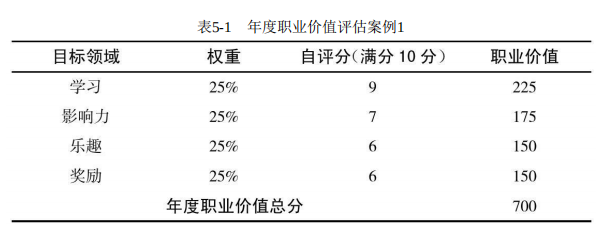 表5-1 年度职业价值评估案例1
目标领域 权重 自评分(满分10分) 职业价值
学习 25% 9 225
影响力 25% 7 175
乐趣 25% 6 150
奖励 25% 6 150
年度职业价值总分 700